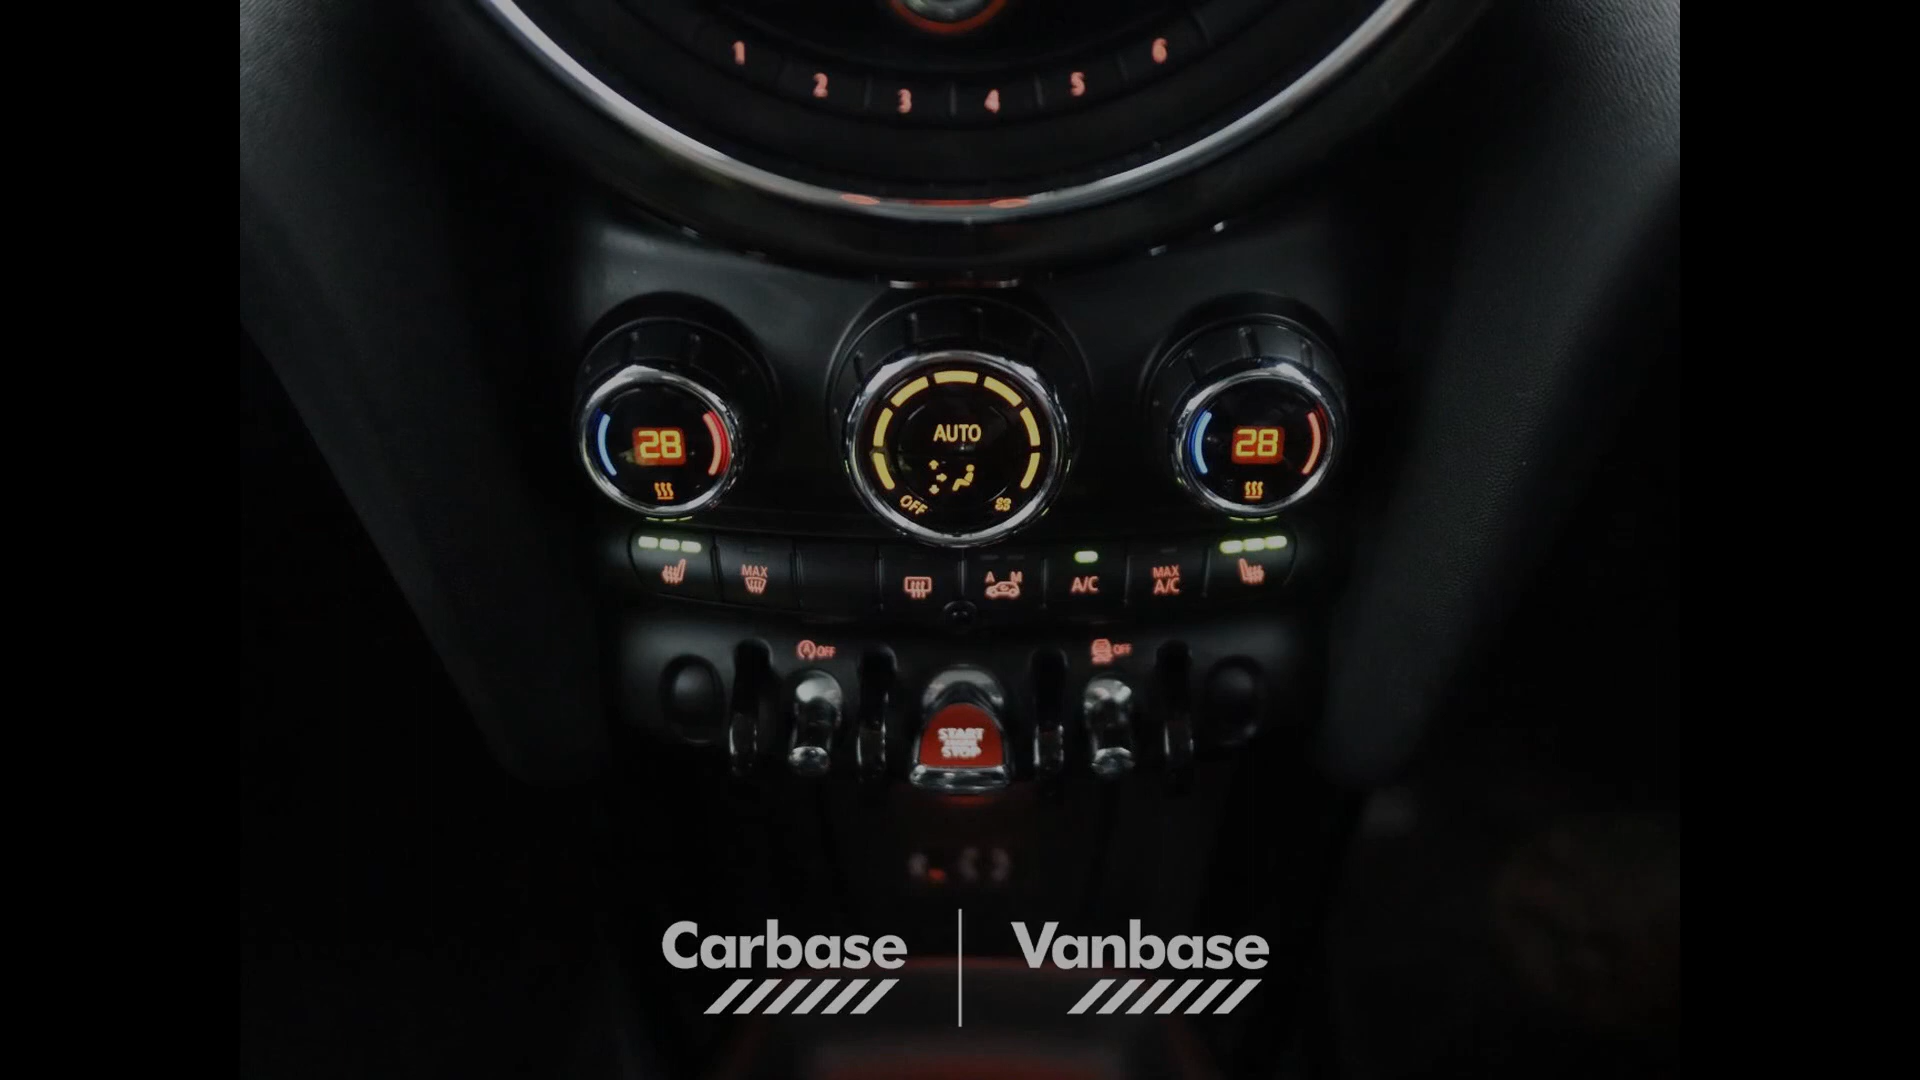 1 2 3 4 5 6
28 AUTO 28
OFF
MAX A M A/C MAX A/C
A OFF OFF
START
STOP
Carbase Vanbase